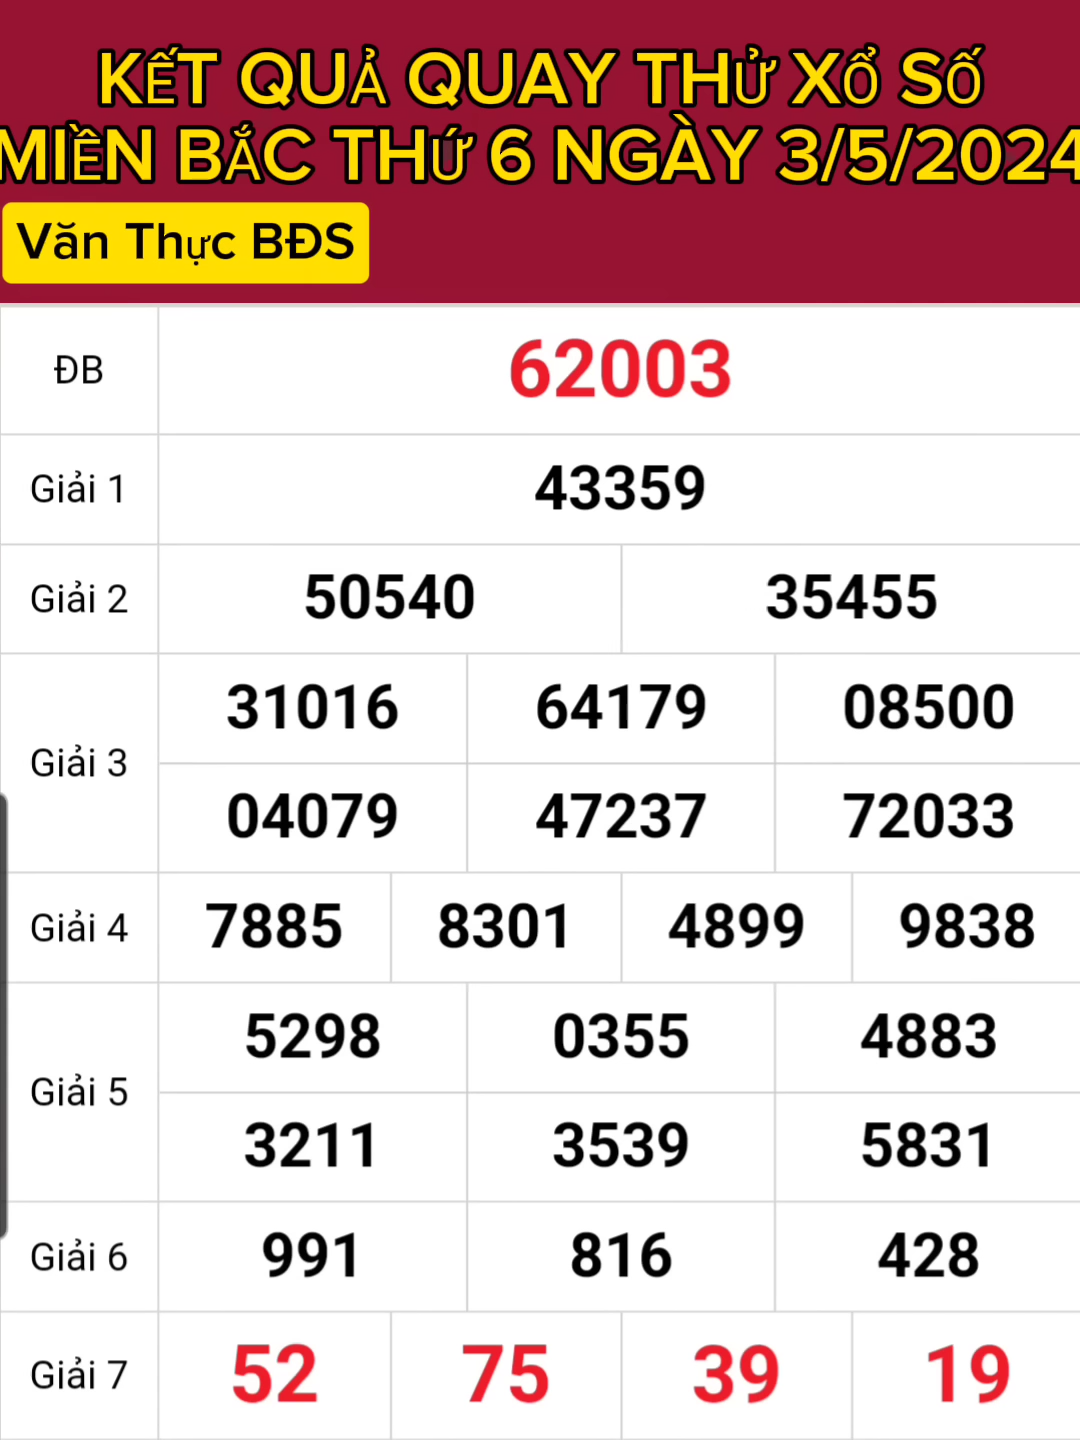 KẾT QUẢ QUAY THỬ XỔ SỐ
MIỀN BẮC THỨ 6 NGÀY 3/5/2024
Văn Thực BĐS
ĐB 62003
Giải 1 43359
Giải 2 50540 35455
Giải 3 31016 64179 08500
04079 47237 72033
Giải 4 7885 8301 4899 9838
Giải 5 5298 0355 4883
3211 3539 5831
Giải 6 991 816 428
Giải 7 52 75 39 19